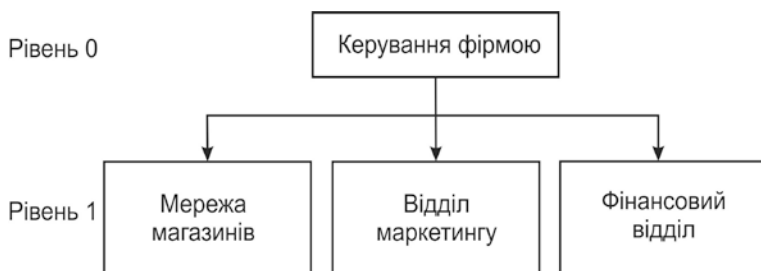 Рівень 0
Керування фірмою
Рівень 1
Мережа
магазинів
Відділ
маркетингу
Фінансовий
відділ